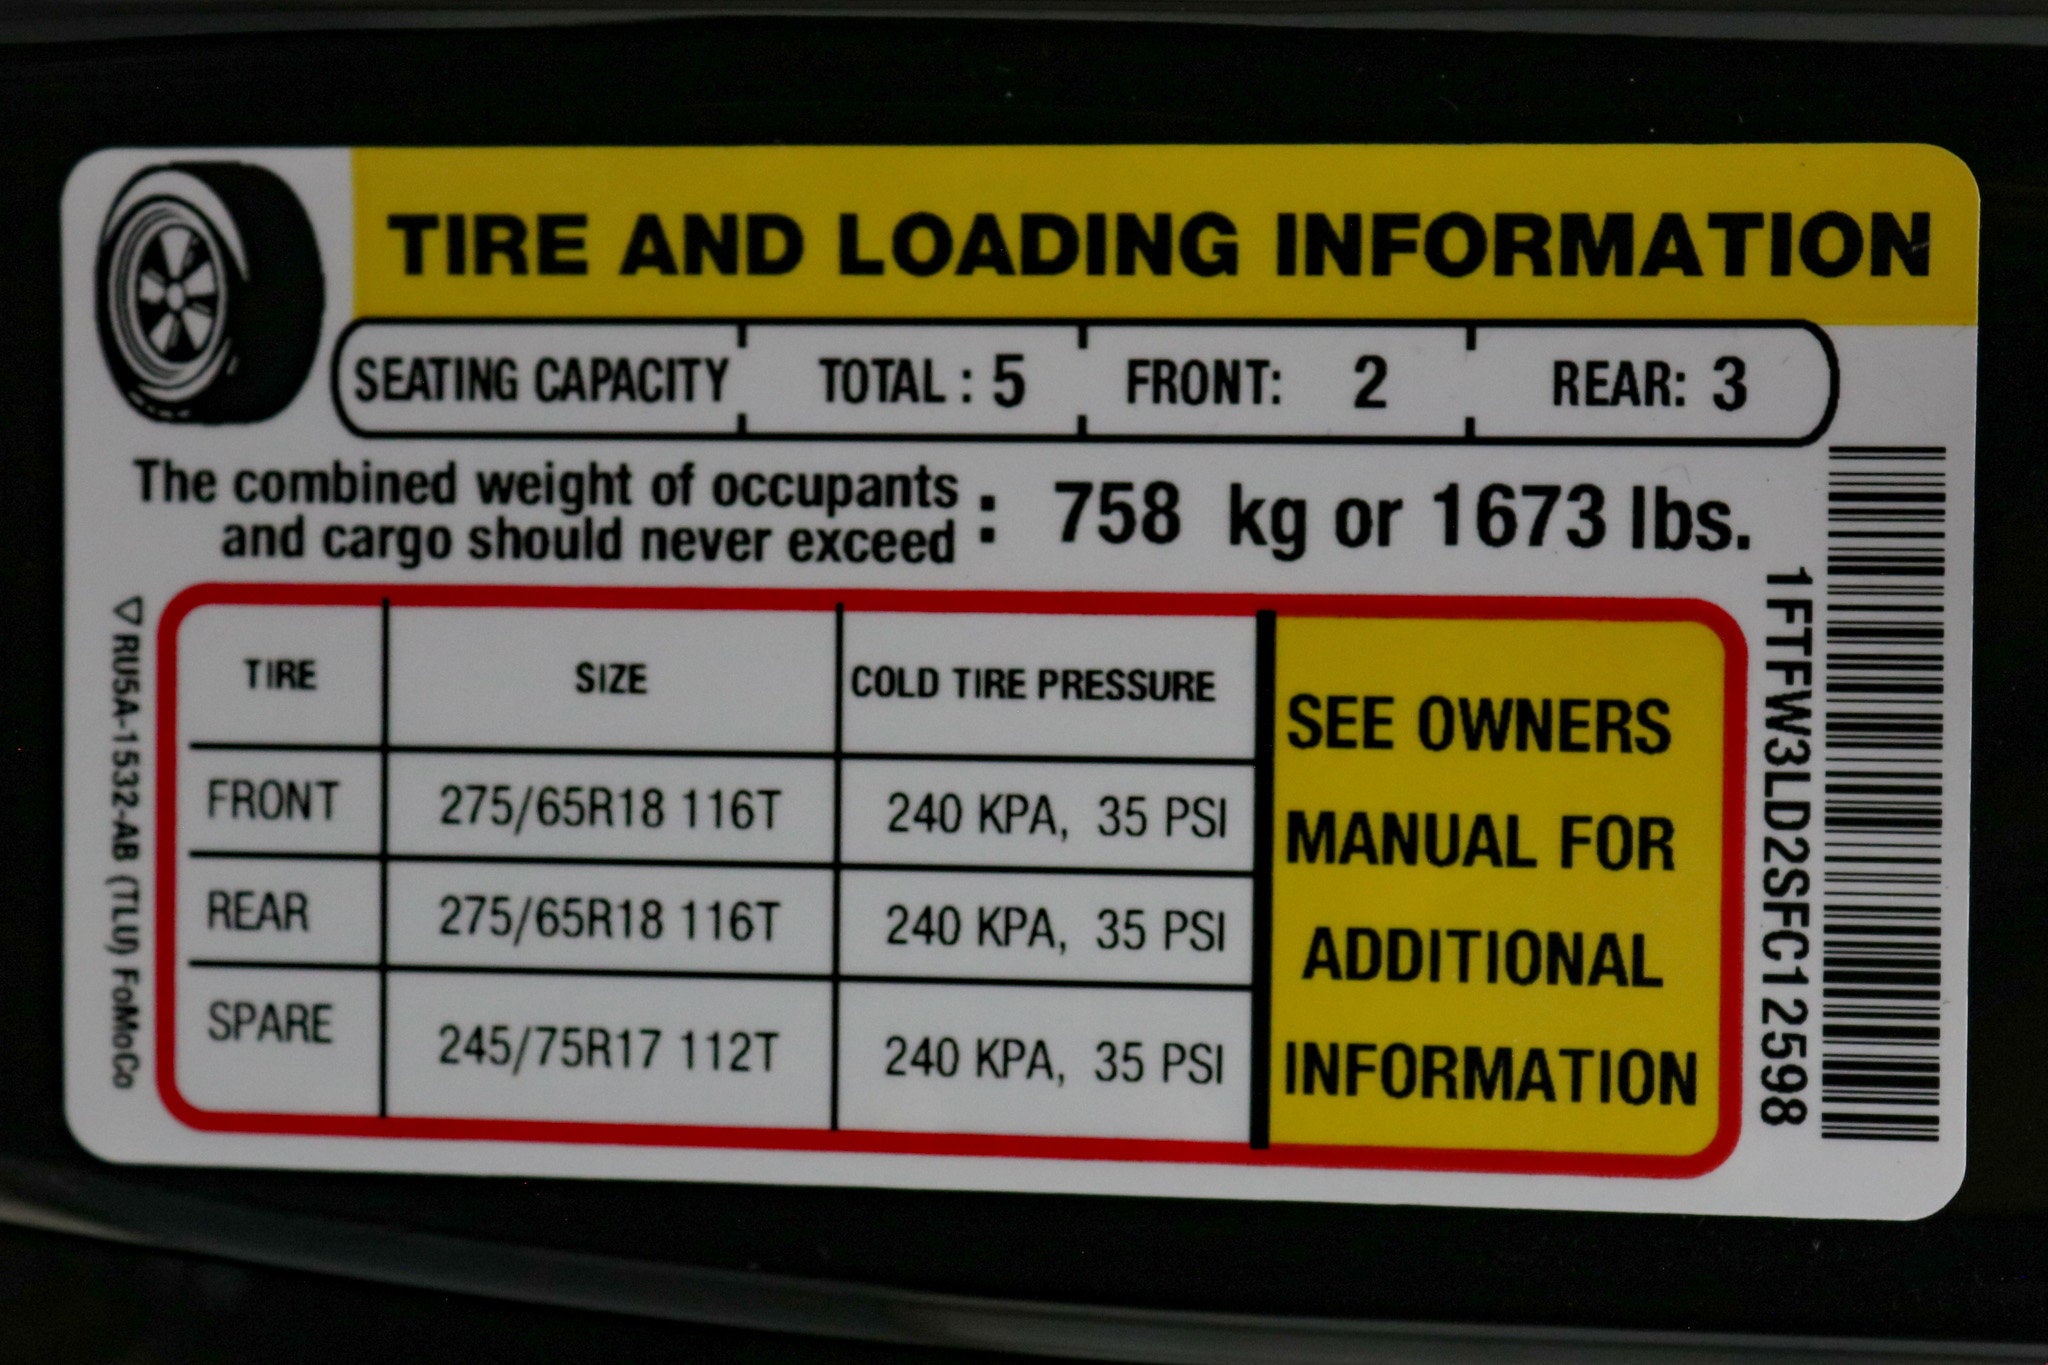 TIRE AND LOADING INFORMATION
SEATING CAPACITY TOTAL : 5 FRONT: 2 REAR: 3
The combined weight of occupants
and cargo should never exceed : 758 kg or 1673 lbs.
TIRE SIZE COLD TIRE PRESSURE
FRONT 275/65R18 116T 240 KPA, 35 PSI
REAR 275/65R18 116T 240 KPA, 35 PSI
SPARE 245/75R17 112T 240 KPA, 35 PSI
SEE OWNERS
MANUAL FOR
ADDITIONAL
INFORMATION
1FTFW3LD2SFC12598
RU5A-1532-AB (TLU) FoMoCo